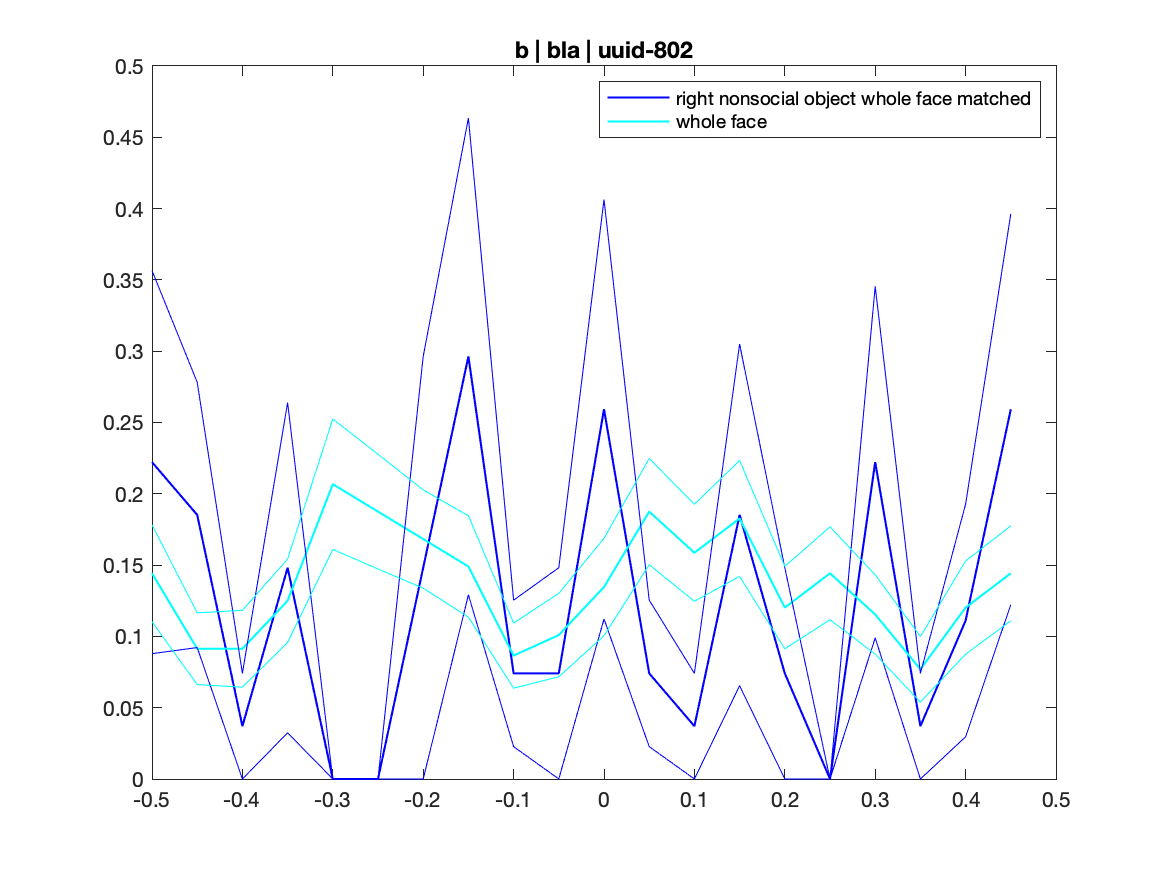 b | bla | uuid-802
right nonsocial object whole face matched
whole face
0.5
0.45
0.4
0.35
0.3
0.25
0.2
0.15
0.1
0.05
0
-0.5 -0.4 -0.3 -0.2 -0.1 0 0.1 0.2 0.3 0.4 0.5